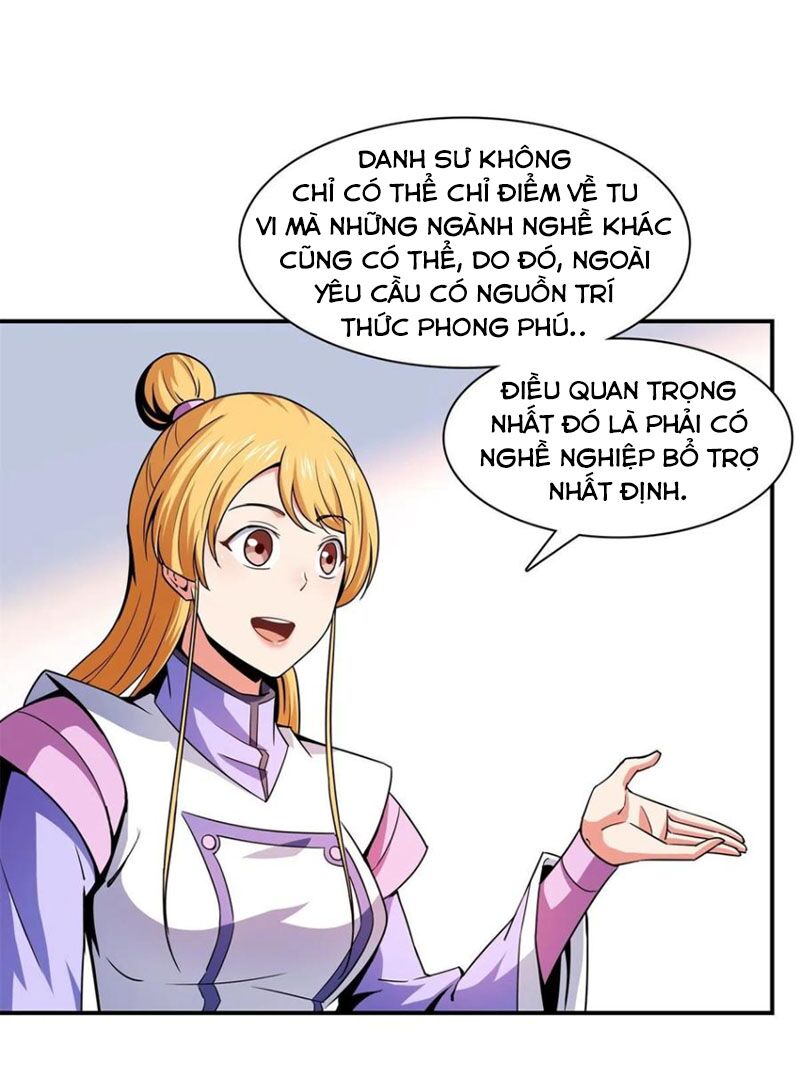 DANH SƯ KHÔNG
CHỈ CÓ THỂ CHỈ ĐIỂM VỀ TU
VI MÀ NHỮNG NGÀNH NGHỀ KHÁC
CŨNG CÓ THỂ, DO ĐÓ, NGOÀI
YÊU CẦU CÓ NGUỒN TRÍ
THỨC PHONG PHÚ..
ĐIỀU QUAN TRỌNG
NHẤT ĐÓ LÀ PHẢI CÓ
NGHỀ NGHIỆP BỔ TRỢ
NHẤT ĐỊNH.